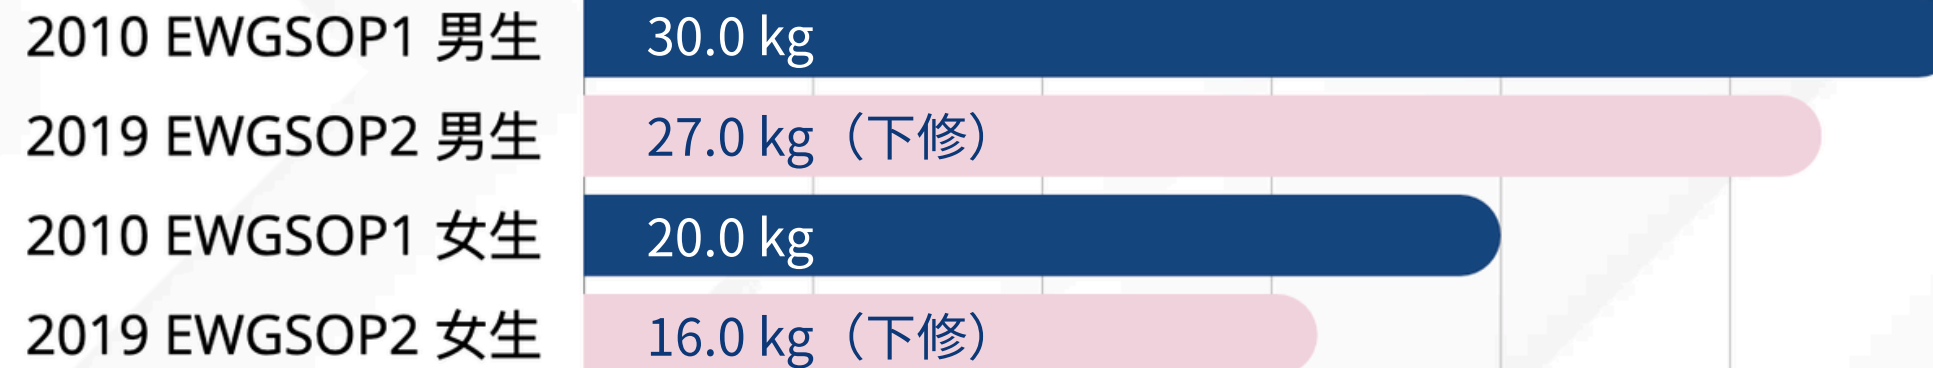 2010 EWGSOP1 男生 30.0 kg
2019 EWGSOP2 男生 27.0 kg（下修）
2010 EWGSOP1 女生 20.0 kg
2019 EWGSOP2 女生 16.0 kg（下修）